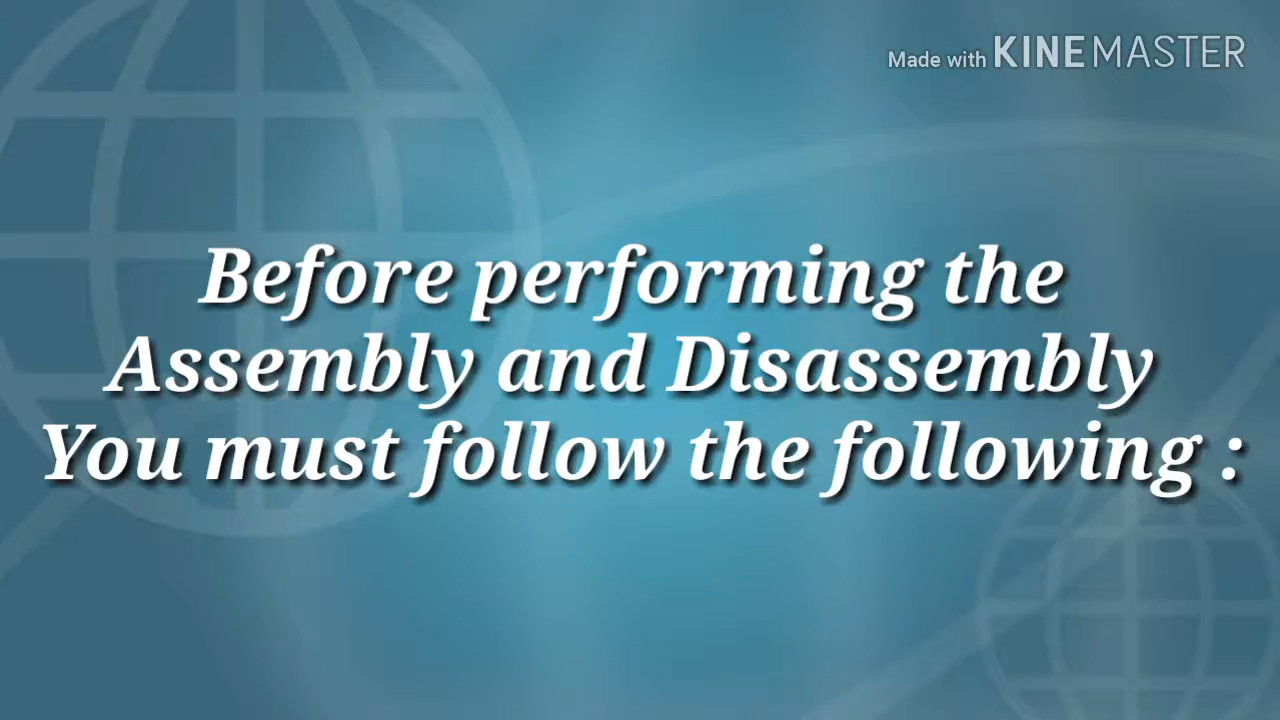 Made with KINEMASTER
Before performing the
Assembly and Disassembly
You must follow the following :